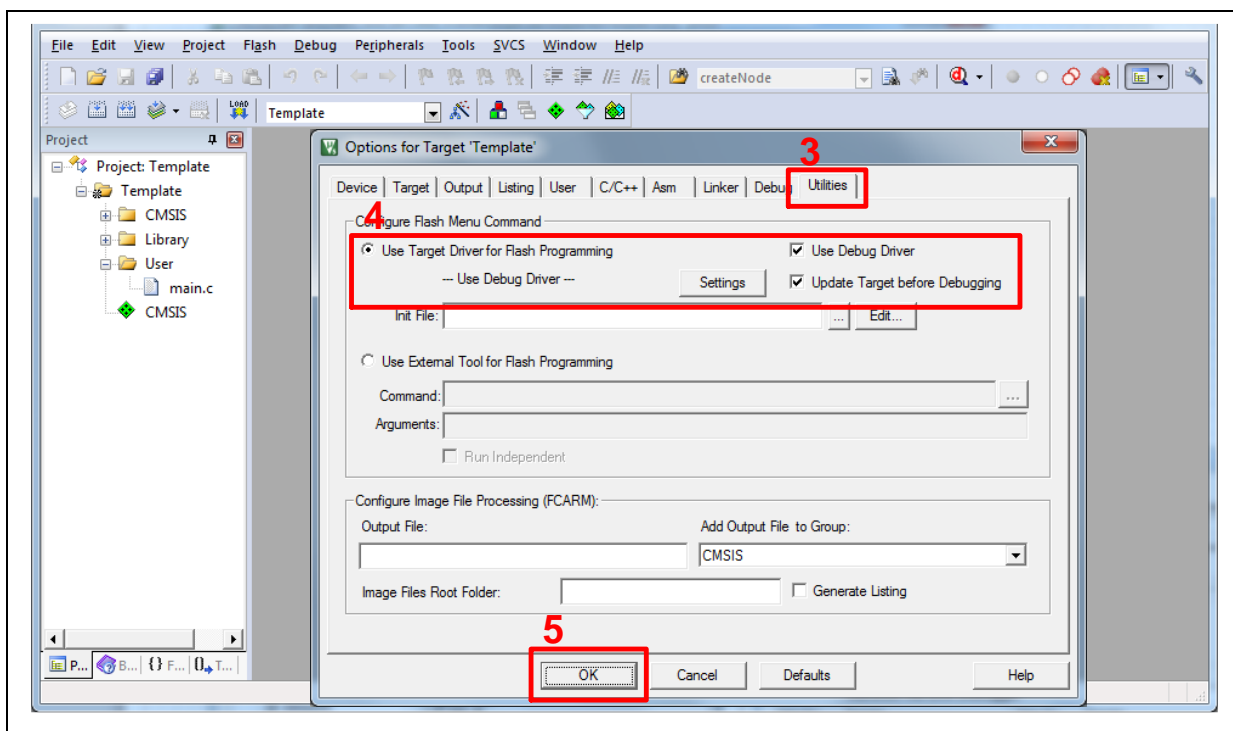 File Edit View Project Flash Debug Peripherals Tools SVCS Window Help
createNode
LOAD Template
Project
Project: Template
Template
CMSIS
Library
User
main.c
CMSIS
P... B... {} F... 0 T...
Options for Target 'Template'
3
Device Target Output Listing User C/C++ Asm Linker Debug Utilities
4
Configure Flash Menu Command
Use Target Driver for Flash Programming Use Debug Driver
--- Use Debug Driver --- Settings Update Target before Debugging
Init File: ... Edit...
Use External Tool for Flash Programming
Command: ...
Arguments:
Run Independent
Configure Image File Processing (FCARM):
Output File: Add Output File to Group:
CMSIS
Image Files Root Folder: Generate Listing
5
OK Cancel Defaults Help